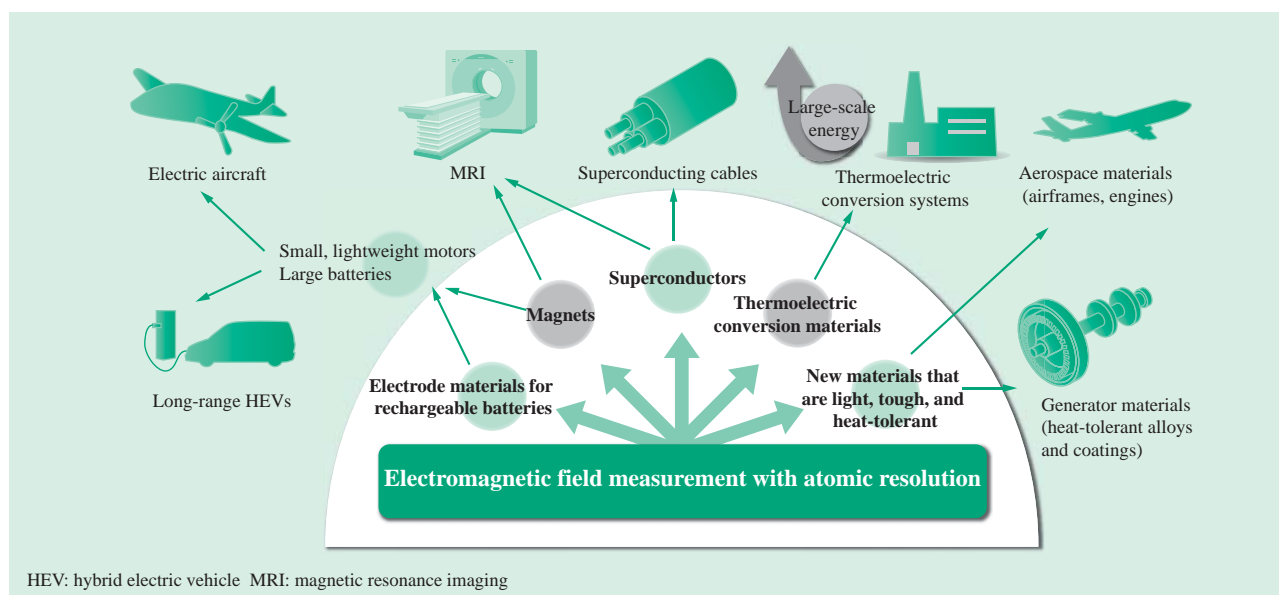 Large-scale
energy
Electric aircraft
MRI
Superconducting cables
Thermoelectric
conversion systems
Aerospace materials
(airframes, engines)
Small, lightweight motors
Large batteries
Superconductors
Magnets
Thermoelectric
conversion materials
Long-range HEVs
Electrode materials for
rechargeable batteries
New materials that
are light, tough, and
heat-tolerant
Generator materials
(heat-tolerant alloys
and coatings)
Electromagnetic field measurement with atomic resolution
HEV: hybrid electric vehicle MRI: magnetic resonance imaging